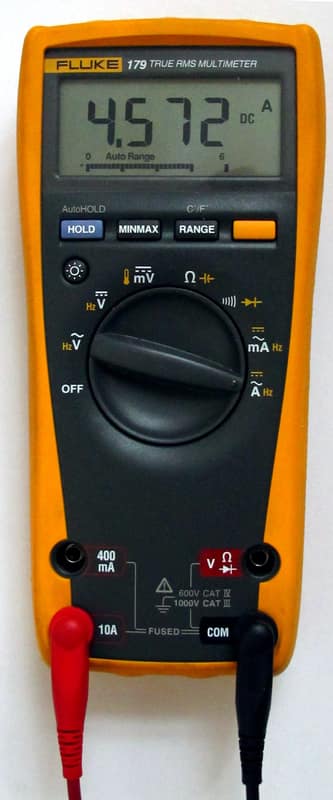 FLUKE 179 TRUE RMS MULTIMETER
4.572 DC A
0 Auto Range 6
AutoHOLD C°/F°
HOLD MINMAX RANGE
mV Ω
Hz V
Hz V mA Hz
OFF A Hz
400 mA V Ω
600V CAT IV
1000V CAT III
10A FUSED COM